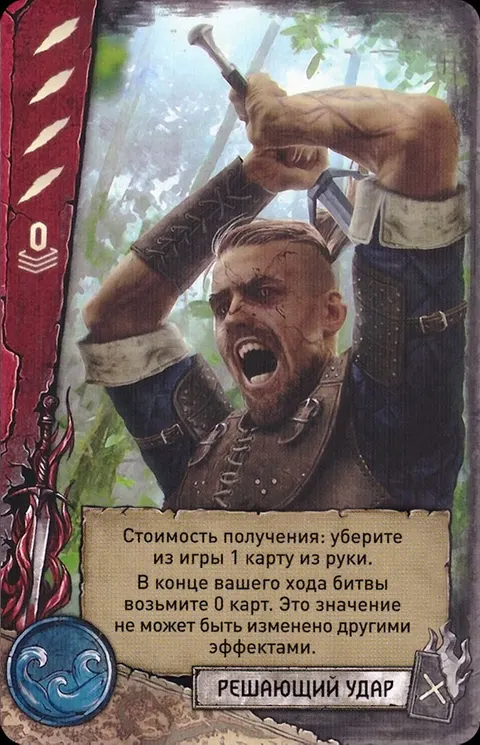 0
Стоимость получения: уберите
из игры 1 карту из руки.
В конце вашего хода битвы
возьмите 0 карт. Это значение
не может быть изменено другими
эффектами.
РЕШАЮЩИЙ УДАР